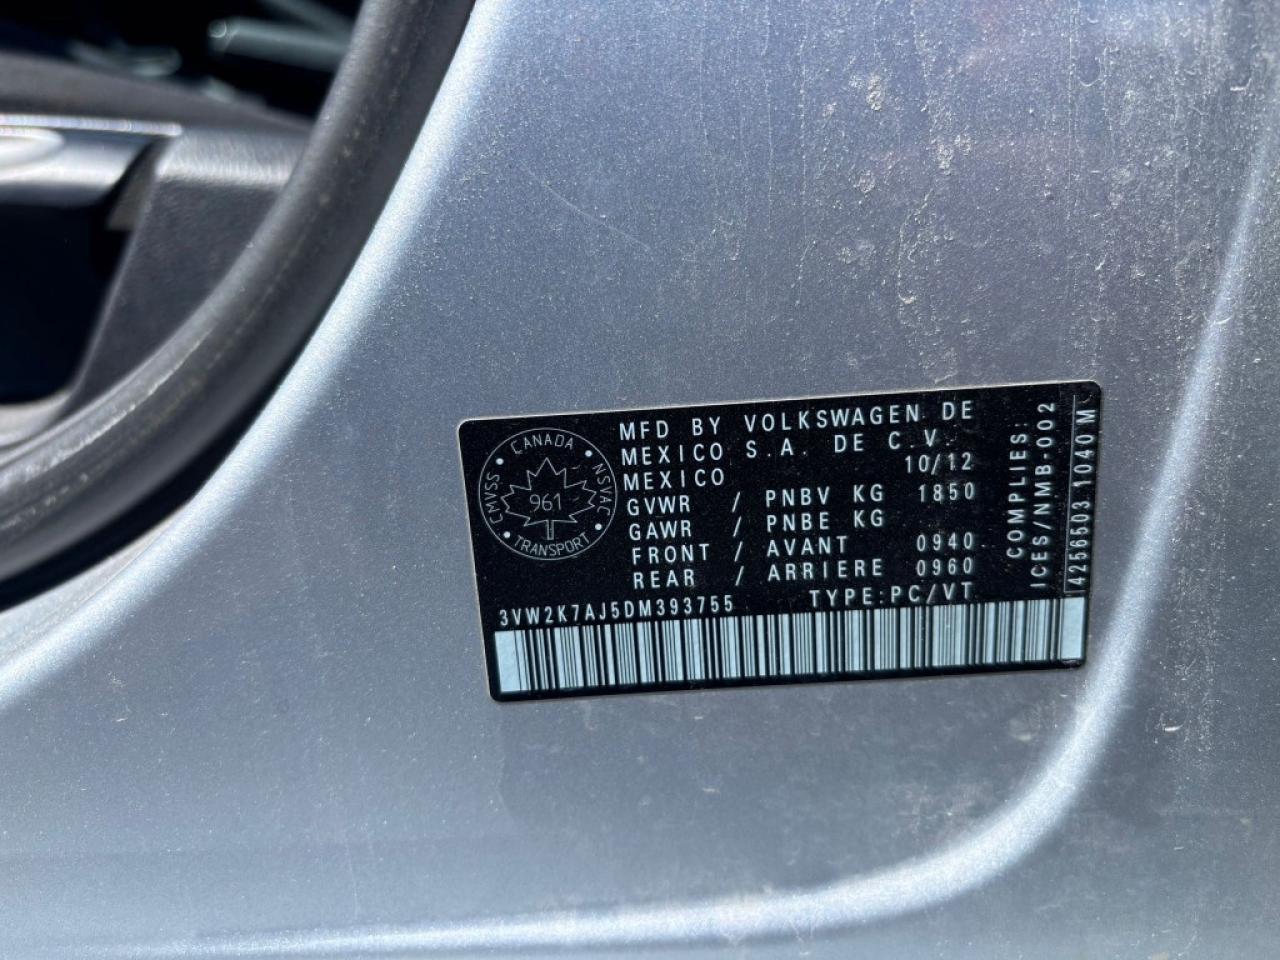 CANADA
CMVSS 961 NSVAC
TRANSPORT
MFD BY VOLKSWAGEN DE
MEXICO S.A. DE C.V.
MEXICO 10/12
GVWR / PNBV KG 1850
GAWR / PNBE KG
FRONT / AVANT 0940
REAR / ARRIERE 0960
3VW2K7AJ5DM393755 TYPE:PC/VT
COMPLIES:
ICES/NMB-002
4256503 1040 M